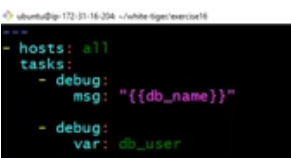 ubuntu@ip-172-31-16-204: ~/white-tiger/exercise16
---
- hosts: all
  tasks:
    - debug:
        msg: "{{db_name}}"
    - debug:
        var: db_user